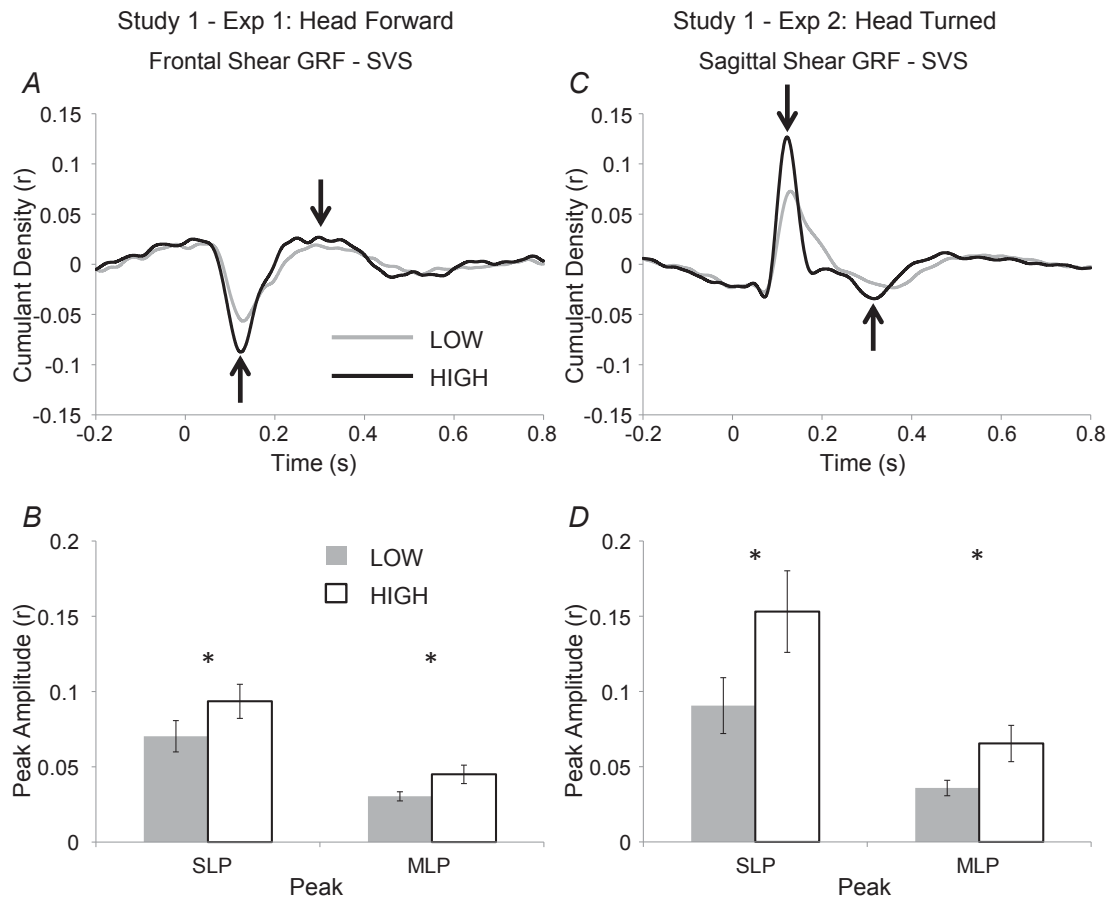 Study 1 - Exp 1: Head Forward
Frontal Shear GRF - SVS
A
0.15
0.1
0.05
0
-0.05
-0.1
-0.15
Cumulant Density (r)
-0.2 0 0.2 0.4 0.6 0.8
Time (s)
LOW
HIGH
Study 1 - Exp 2: Head Turned
Sagittal Shear GRF - SVS
C
0.15
0.1
0.05
0
-0.05
-0.1
-0.15
Cumulant Density (r)
-0.2 0 0.2 0.4 0.6 0.8
Time (s)
B
0.2
0.15
0.1
0.05
0
Peak Amplitude (r)
LOW
HIGH
* *
SLP MLP
Peak
D
0.2
0.15
0.1
0.05
0
Peak Amplitude (r)
* *
SLP MLP
Peak